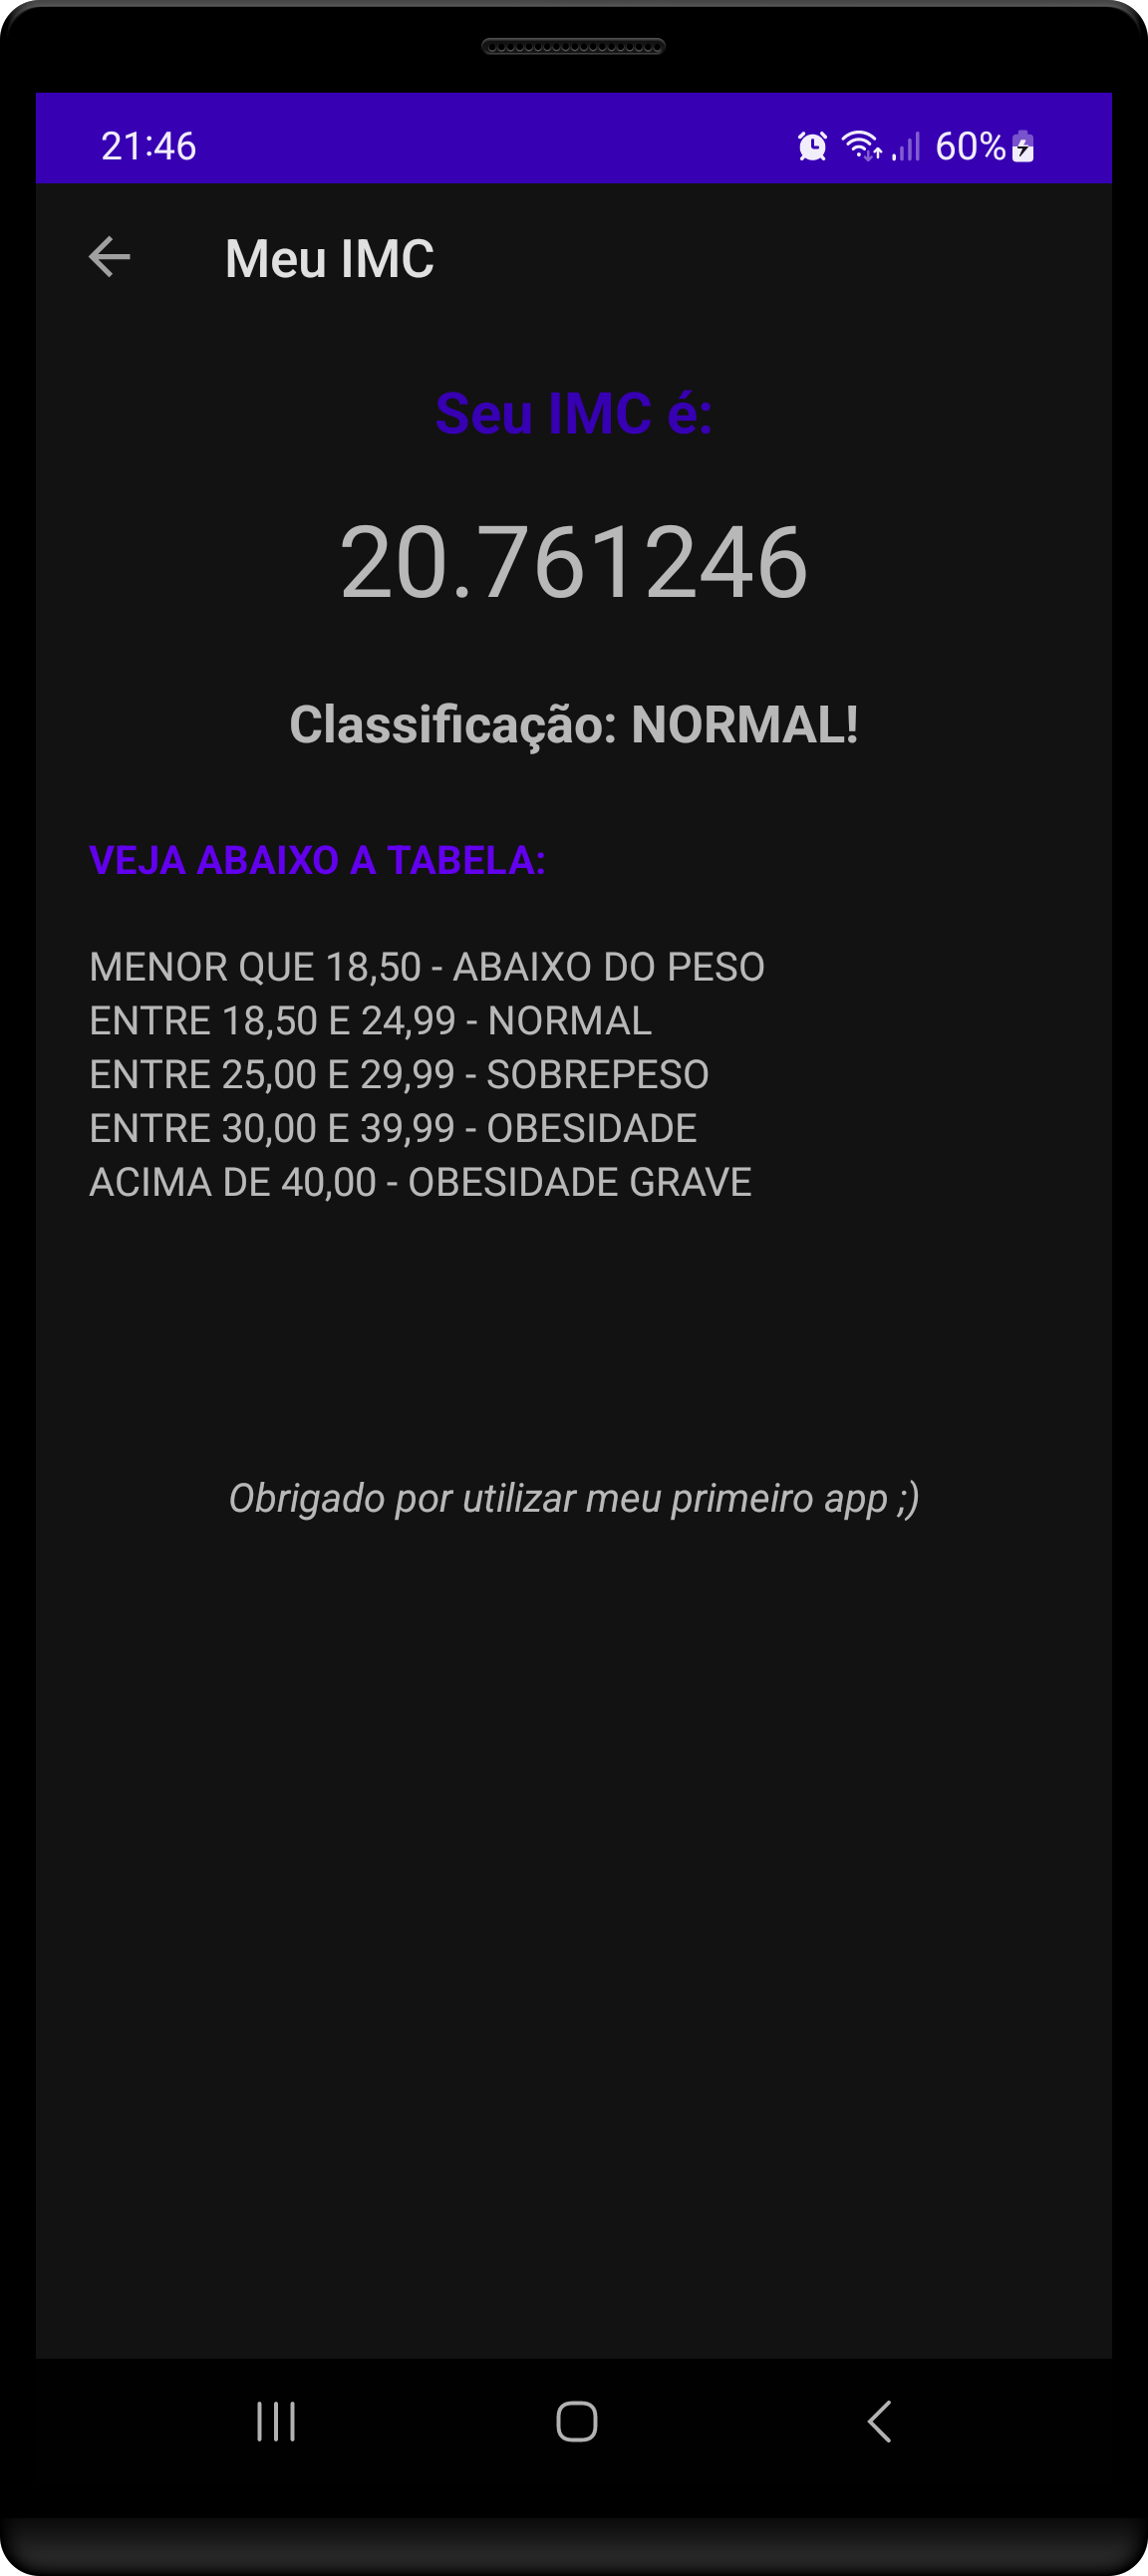 21:46 60%
Meu IMC
Seu IMC é:
20.761246
Classificação: NORMAL!
VEJA ABAIXO A TABELA:
MENOR QUE 18,50 - ABAIXO DO PESO
ENTRE 18,50 E 24,99 - NORMAL
ENTRE 25,00 E 29,99 - SOBREPESO
ENTRE 30,00 E 39,99 - OBESIDADE
ACIMA DE 40,00 - OBESIDADE GRAVE
Obrigado por utilizar meu primeiro app ;)